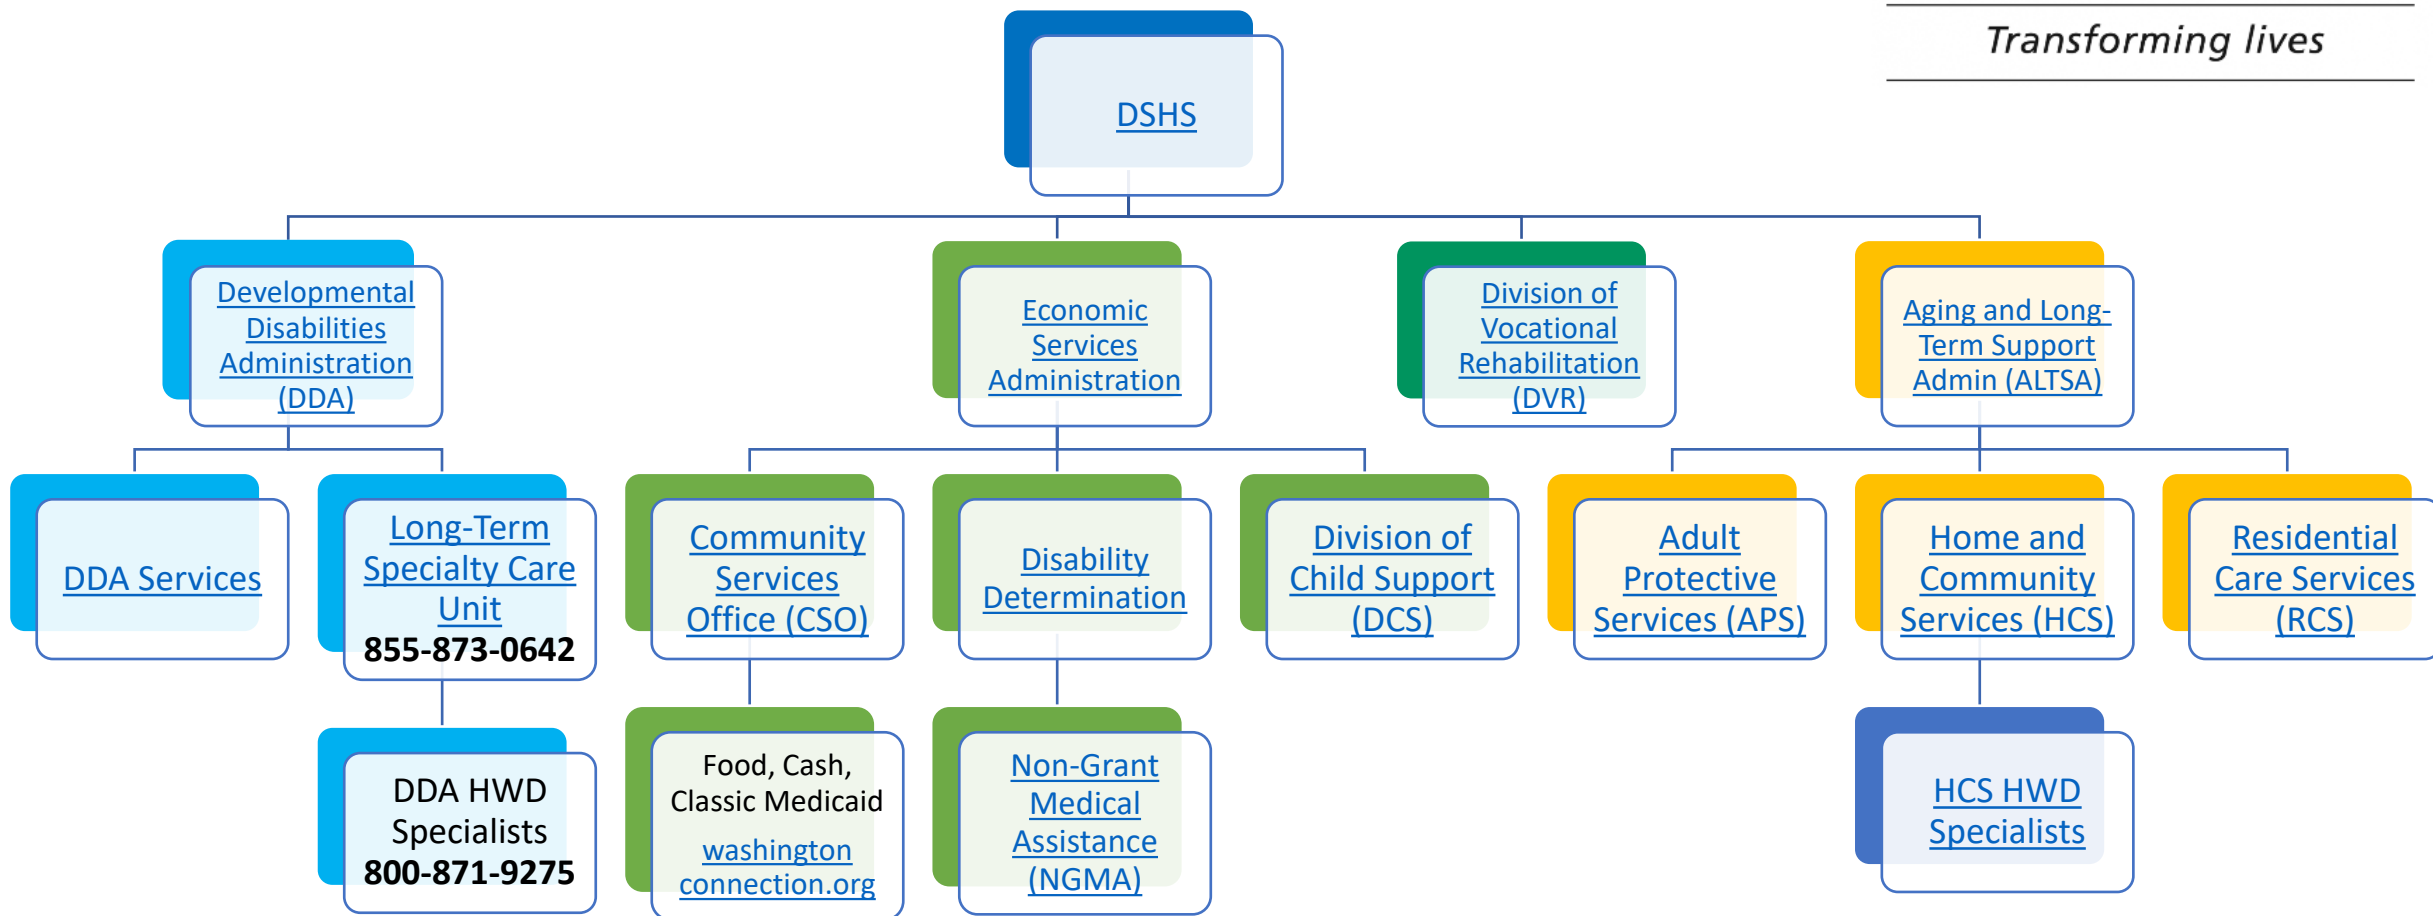 Transforming lives
DSHS
Developmental
Disabilities
Administration
(DDA)
Economic
Services
Administration
Division of
Vocational
Rehabilitation
(DVR)
Aging and Long-
Term Support
Admin (ALTSA)
DDA Services
Long-Term
Specialty Care
Unit
855-873-0642
Community
Services
Office (CSO)
Disability
Determination
Division of
Child Support
(DCS)
Adult
Protective
Services (APS)
Home and
Community
Services (HCS)
Residential
Care Services
(RCS)
DDA HWD
Specialists
800-871-9275
Food, Cash,
Classic Medicaid
washington
connection.org
Non-Grant
Medical
Assistance
(NGMA)
HCS HWD
Specialists